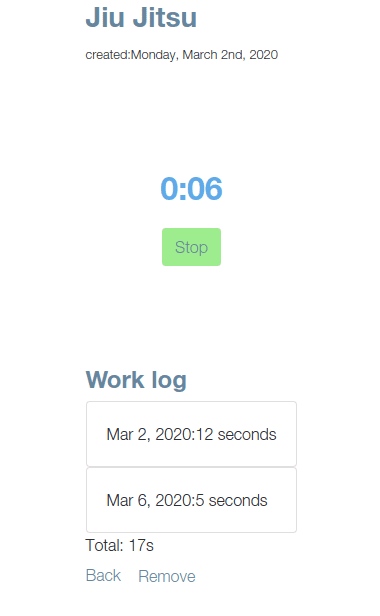 Jiu Jitsu
created:Monday, March 2nd, 2020
0:06
Stop
Work log
Mar 2, 2020:12 seconds
Mar 6, 2020:5 seconds
Total: 17s
Back Remove